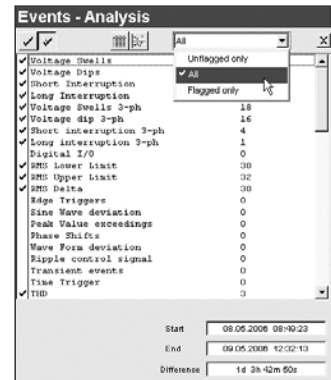 Events - Analysis
All
Unflagged only
All
Flagged only
Voltage Swells
Voltage Dips
Short Interruption
Long Interruption
Voltage Swells 3-ph 18
Voltage dip 3-ph 16
Short interruption 3-ph 4
Long interruption 3-ph 1
Digital I/O 0
RMS Lower Limit 30
RMS Upper Limit 32
RMS Delta 30
Edge Triggers 0
Sine Wave deviation 0
Peak Value exceedings 0
Phase Shifts 0
Wave Form deviation 0
Ripple control signal 0
Transient events 0
Time Trigger 0
THD 3
Start 08.05.2006 08:49:23
End 09.05.2006 12:32:13
Difference 1d 3h 42m 50s